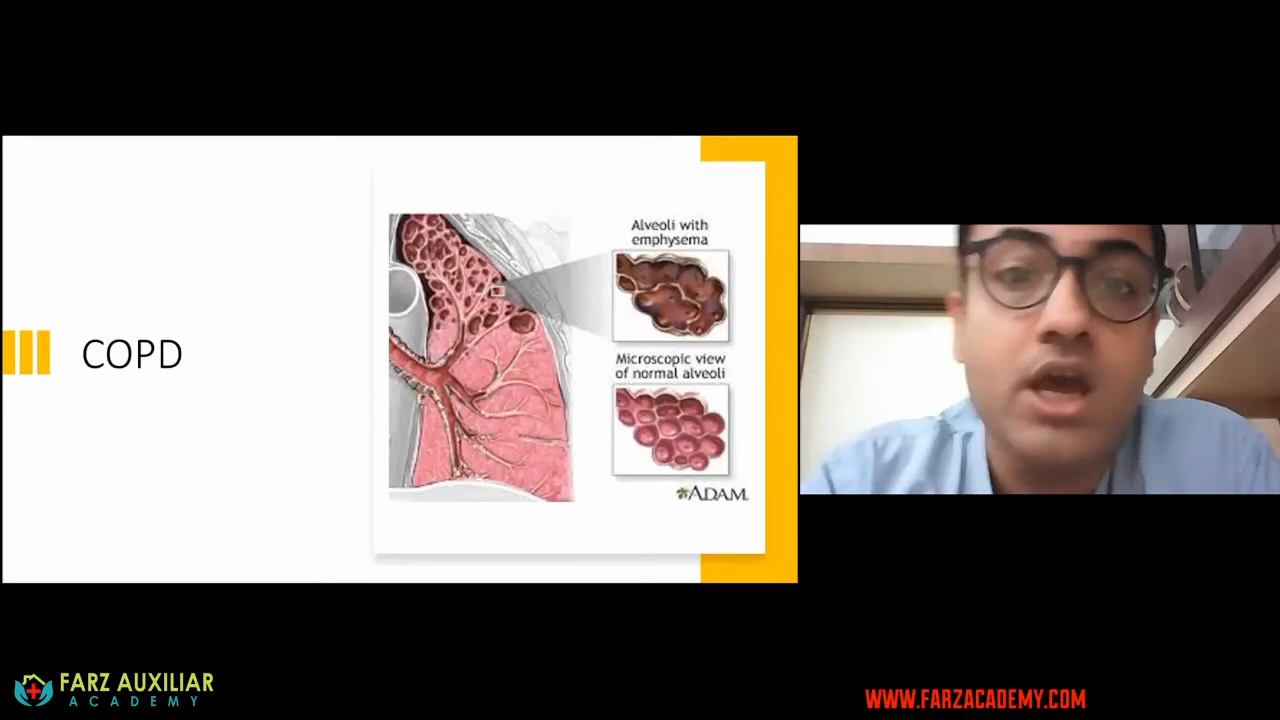 COPD
Alveoli with
emphysema
Microscopic view
of normal alveoli
ADAM.
FARZ AUXILIAR
ACADEMY
WWW.FARZACADEMY.COM